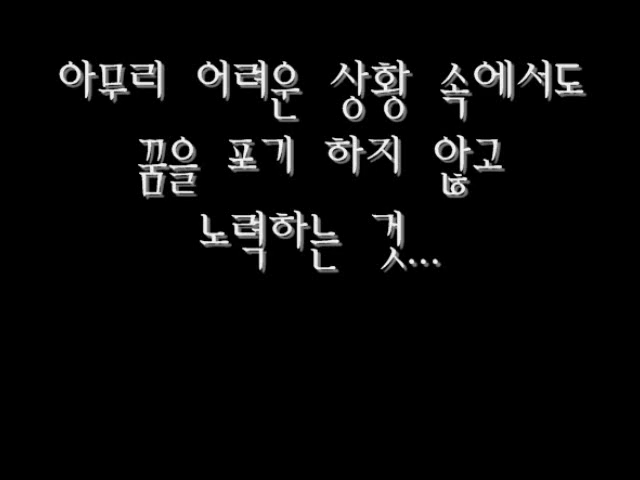 아무리 어려운 상황 속에서도
꿈을 포기 하지 않고
노력하는 것...